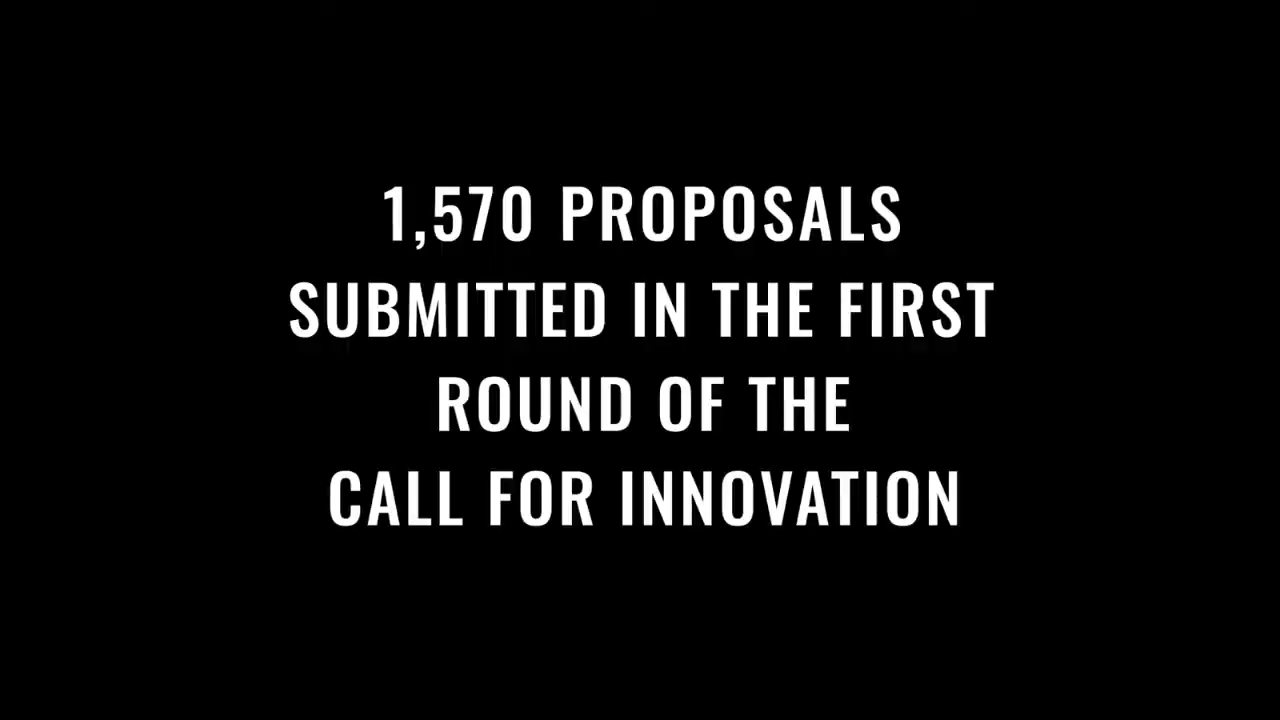 1,570 PROPOSALS
SUBMITTED IN THE FIRST
ROUND OF THE
CALL FOR INNOVATION